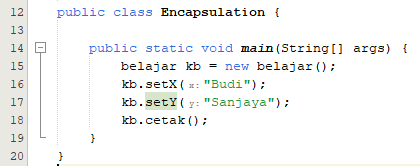 12 public class Encapsulation {
13
14 public static void main(String[] args) {
15 belajar kb = new belajar();
16 kb.setX( x: "Budi");
17 kb.setY( y: "Sanjaya");
18 kb.cetak();
19 }
20 }